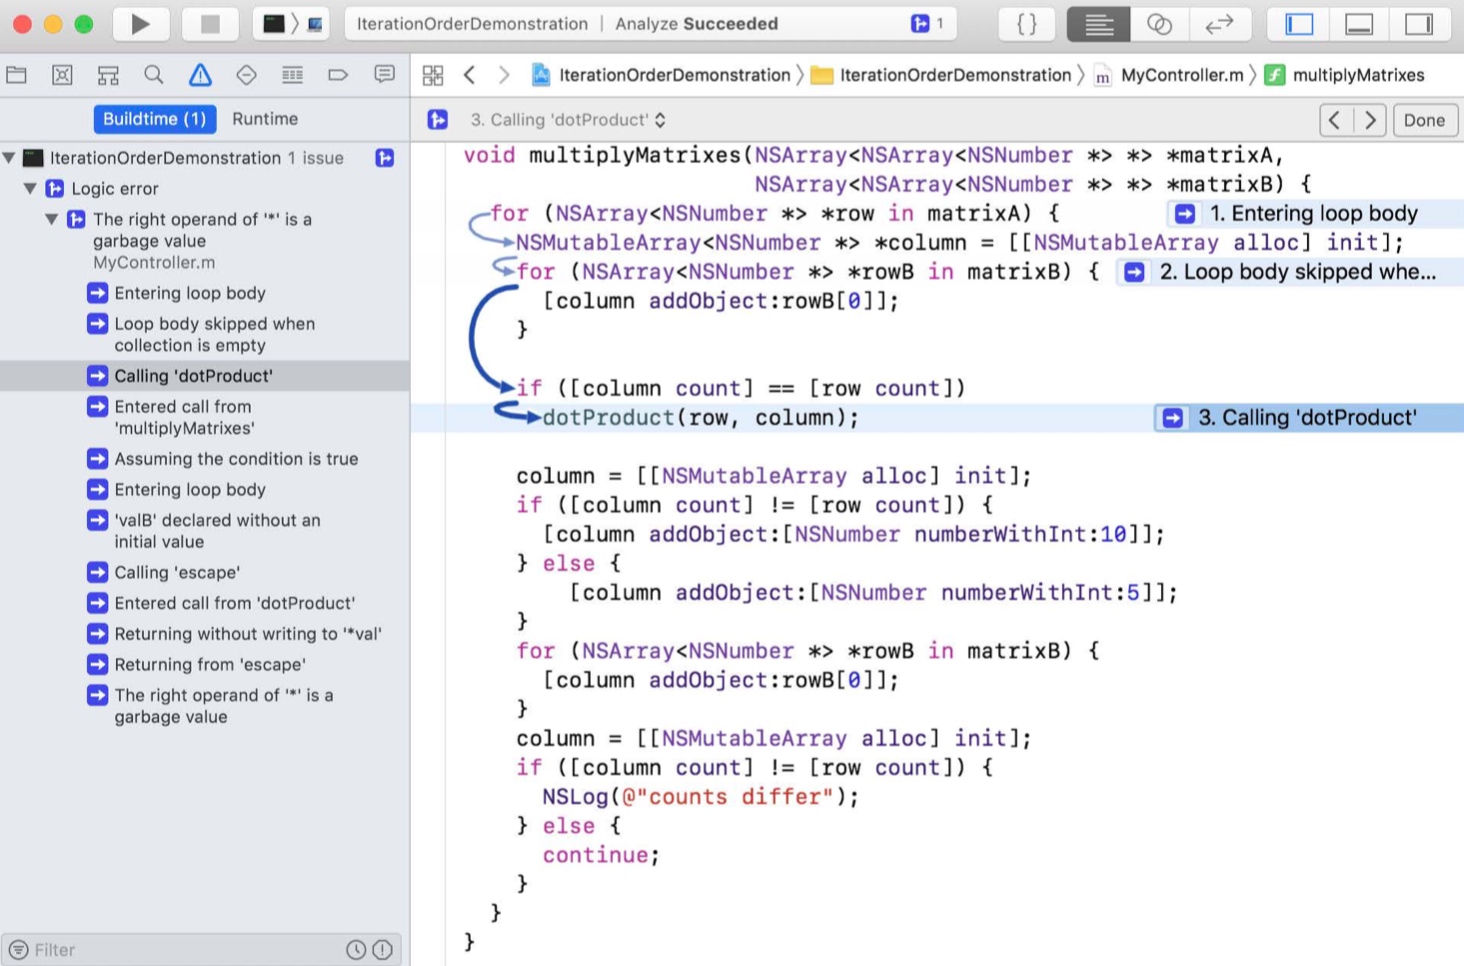 IterationOrderDemonstration | Analyze Succeeded 1 {}
IterationOrderDemonstration IterationOrderDemonstration m MyController.m f multiplyMatrixes
Buildtime (1) Runtime
3. Calling 'dotProduct' Done
IterationOrderDemonstration 1 issue
Logic error
The right operand of '*' is a
garbage value
MyController.m
Entering loop body
Loop body skipped when
collection is empty
Calling 'dotProduct'
Entered call from
'multiplyMatrixes'
Assuming the condition is true
Entering loop body
'valB' declared without an
initial value
Calling 'escape'
Entered call from 'dotProduct'
Returning without writing to '*val'
Returning from 'escape'
The right operand of '*' is a
garbage value
Filter
void multiplyMatrixes(NSArray<NSArray<NSNumber *> *> *matrixA,
NSArray<NSArray<NSNumber *> *> *matrixB) {
for (NSArray<NSNumber *> *row in matrixA) { 1. Entering loop body
NSMutableArray<NSNumber *> *column = [[NSMutableArray alloc] init];
for (NSArray<NSNumber *> *rowB in matrixB) { 2. Loop body skipped whe...
[column addObject:rowB[0]];
}
if ([column count] == [row count])
dotProduct(row, column); 3. Calling 'dotProduct'
column = [[NSMutableArray alloc] init];
if ([column count] != [row count]) {
[column addObject:[NSNumber numberWithInt:10]];
} else {
[column addObject:[NSNumber numberWithInt:5]];
}
for (NSArray<NSNumber *> *rowB in matrixB) {
[column addObject:rowB[0]];
}
column = [[NSMutableArray alloc] init];
if ([column count] != [row count]) {
NSLog(@"counts differ");
} else {
continue;
}
}
}